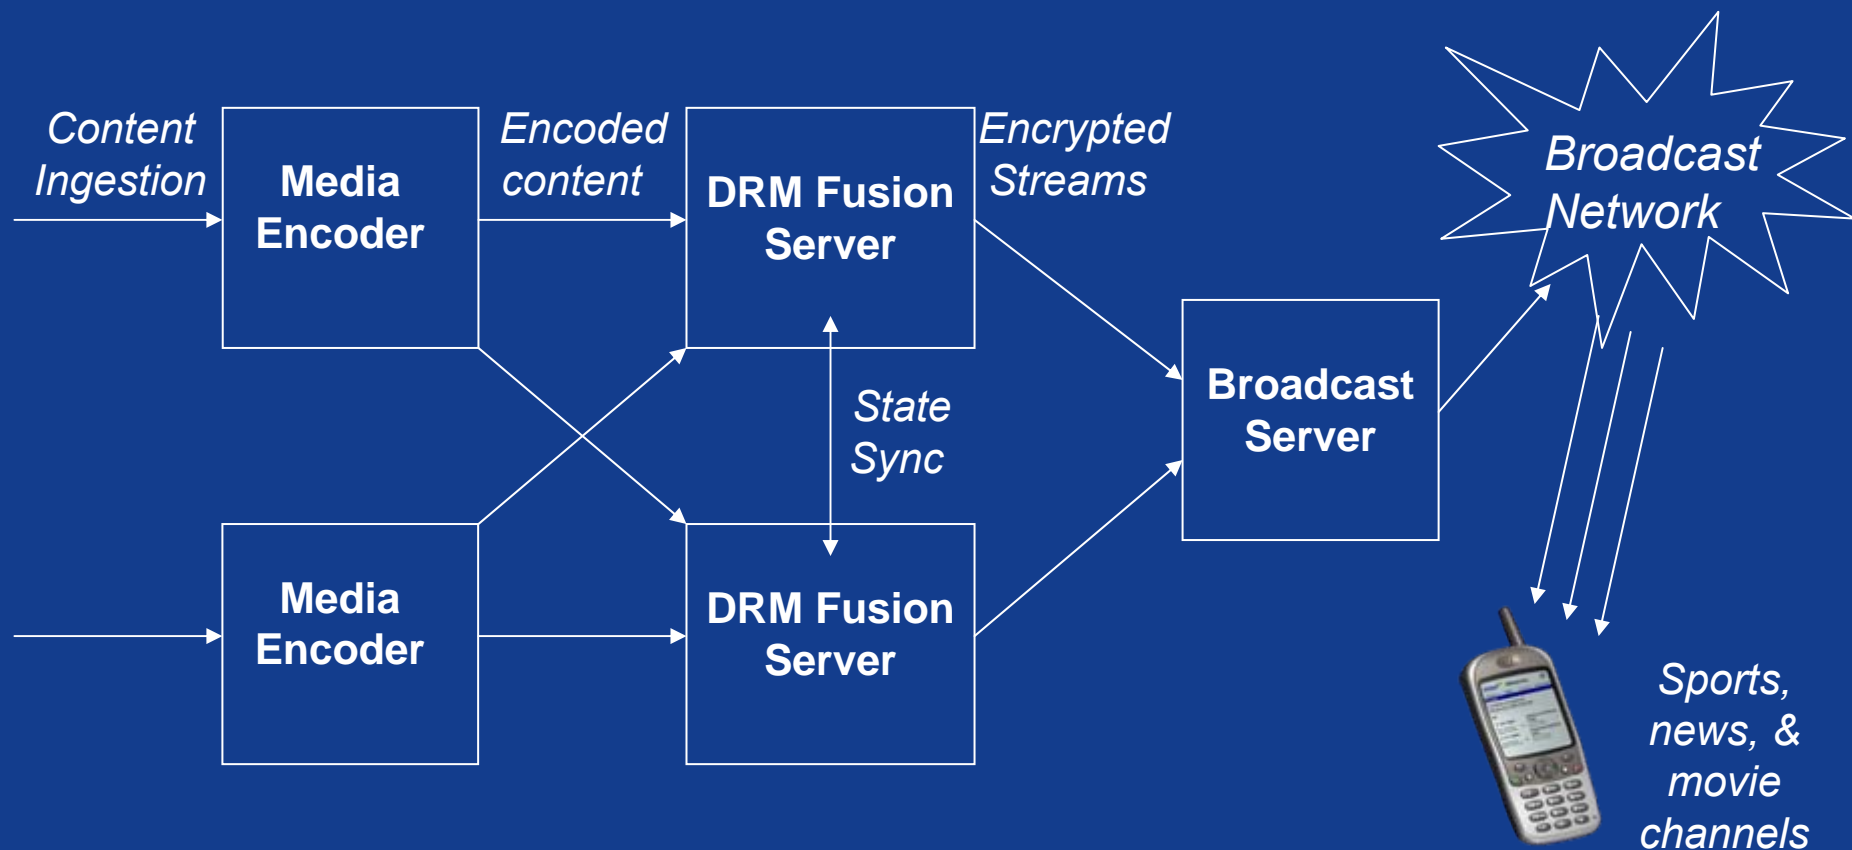 Content
Ingestion
Media
Encoder
Encoded
content
DRM Fusion
Server
Encrypted
Streams
Broadcast
Network
State
Sync
Broadcast
Server
Media
Encoder
DRM Fusion
Server
Sports,
news, &
movie
channels